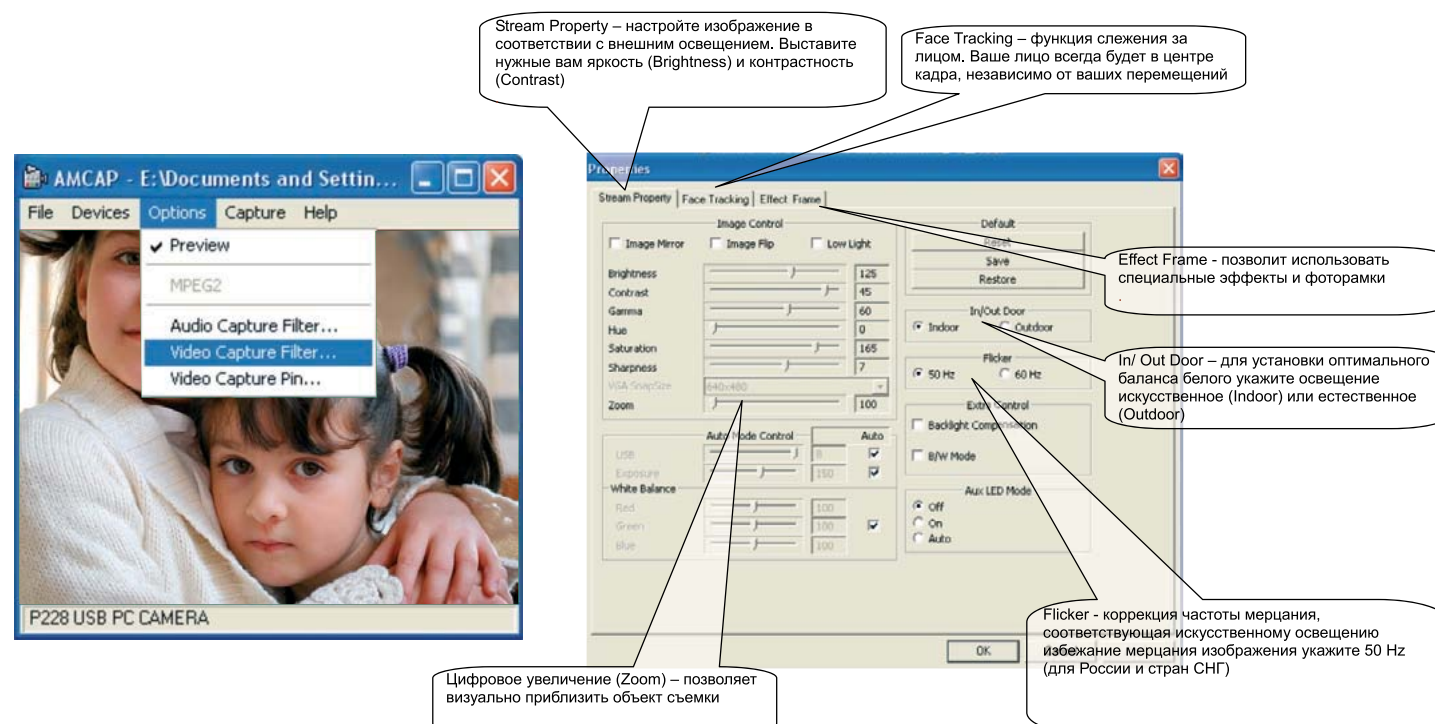 Stream Property – настройте изображение в
соответствии с внешним освещением. Выставите
нужные вам яркость (Brightness) и контрастность
(Contrast)
Face Tracking – функция слежения за
лицом. Ваше лицо всегда будет в центре
кадра, независимо от ваших перемещений
AMCAP - E:\Documents and Settin...
File Devices Options Capture Help
Preview
MPEG2
Audio Capture Filter...
Video Capture Filter...
Video Capture Pin...
P228 USB PC CAMERA
Properties
Stream Property Face Tracking Effect Frame
Image Control
Image Mirror Image Flip Low Light
Brightness 125
Contrast 45
Gamma 60
Hue 0
Saturation 165
Sharpness 7
VGA SnapSize 640x480
Zoom 100
Auto Mode Control Auto
USB 8
Exposure 150
White Balance
Red 100
Green 100
Blue 100
Default
Reset
Save
Restore
In/Out Door
Indoor Outdoor
Flicker
50 Hz 60 Hz
Extra Control
Backlight Compensation
B/W Mode
Aux LED Mode
Off
On
Auto
OK
Effect Frame - позволит использовать
специальные эффекты и фоторамки
.
In/ Out Door – для установки оптимального
баланса белого укажите освещение
искусственное (Indoor) или естественное
(Outdoor)
Flicker - коррекция частоты мерцания,
соответствующая искусственному освещению
избежание мерцания изображения укажите 50 Hz
(для России и стран СНГ)
Цифровое увеличение (Zoom) – позволяет
визуально приблизить объект съемки